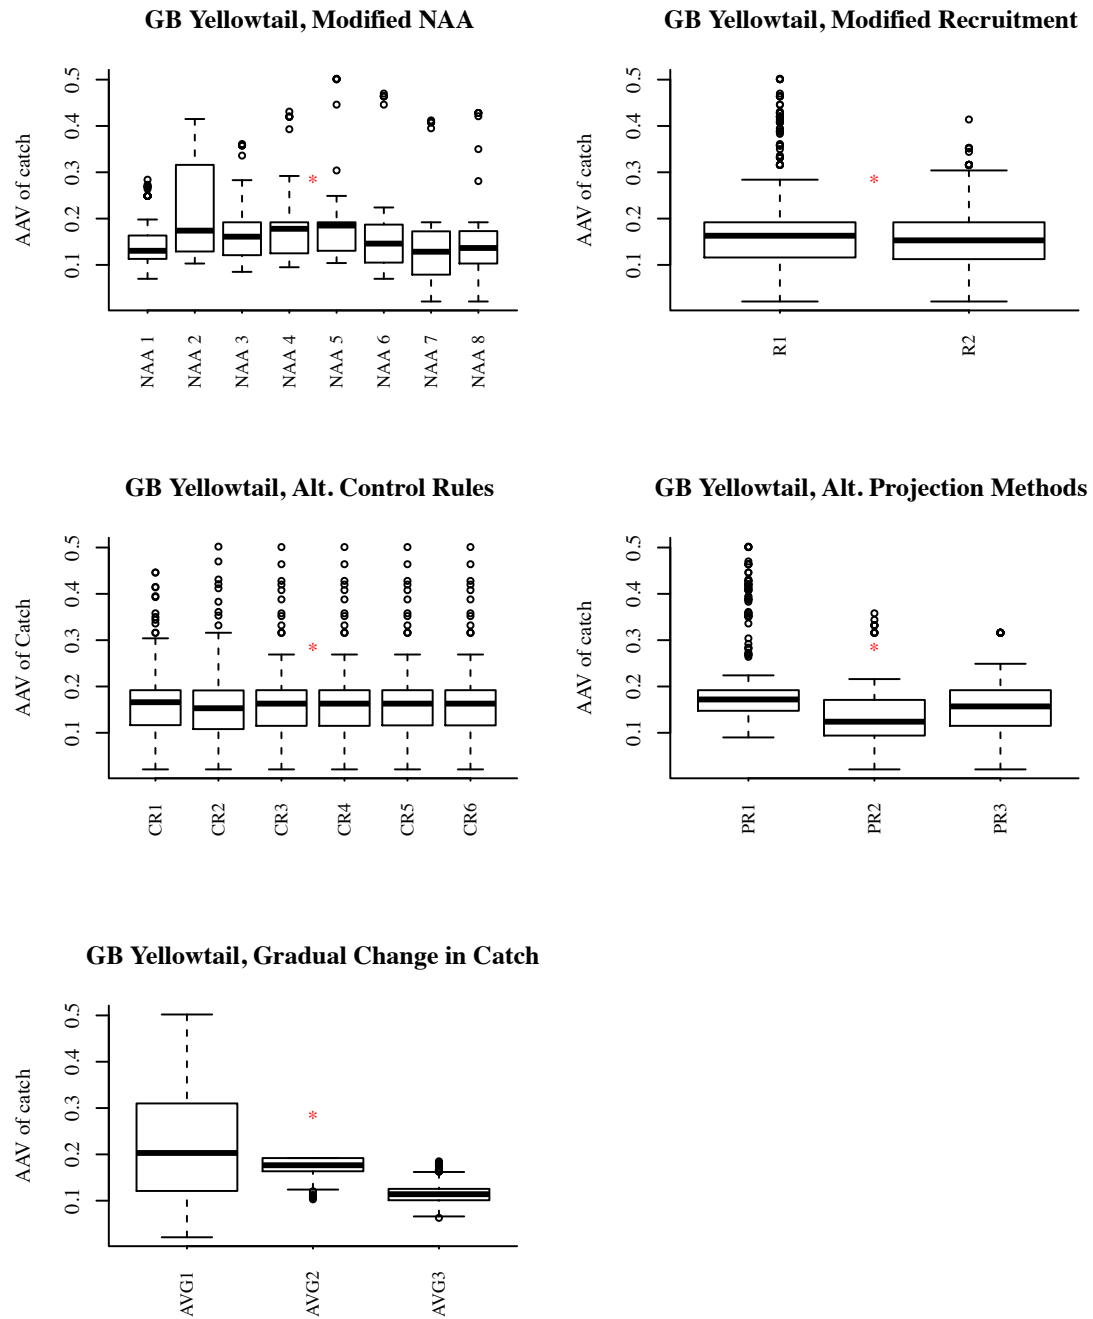 GB Yellowtail, Modified NAA
AAV of catch
0.1 0.2 0.3 0.4 0.5
*
NAA 1 NAA 2 NAA 3 NAA 4 NAA 5 NAA 6 NAA 7 NAA 8
GB Yellowtail, Modified Recruitment
AAV of catch
0.1 0.2 0.3 0.4 0.5
*
R1 R2
GB Yellowtail, Alt. Control Rules
AAV of Catch
0.1 0.2 0.3 0.4 0.5
*
CR1 CR2 CR3 CR4 CR5 CR6
GB Yellowtail, Alt. Projection Methods
AAV of catch
0.1 0.2 0.3 0.4 0.5
*
PR1 PR2 PR3
GB Yellowtail, Gradual Change in Catch
AAV of catch
0.1 0.2 0.3 0.4 0.5
*
AVG1 AVG2 AVG3